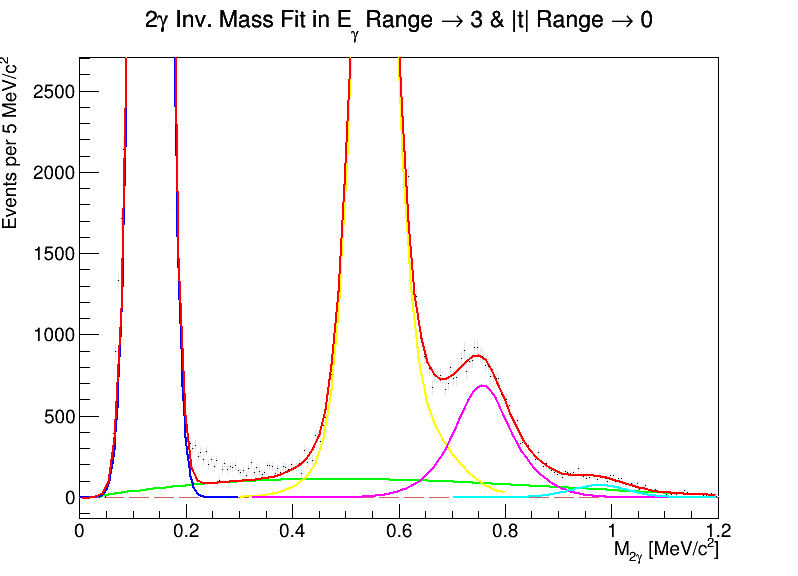 2γ Inv. Mass Fit in Eγ Range → 3 & |t| Range → 0
Events per 5 MeV/c²
2500
2000
1500
1000
500
0
0 0.2 0.4 0.6 0.8 1 1.2
M2γ [MeV/c²]